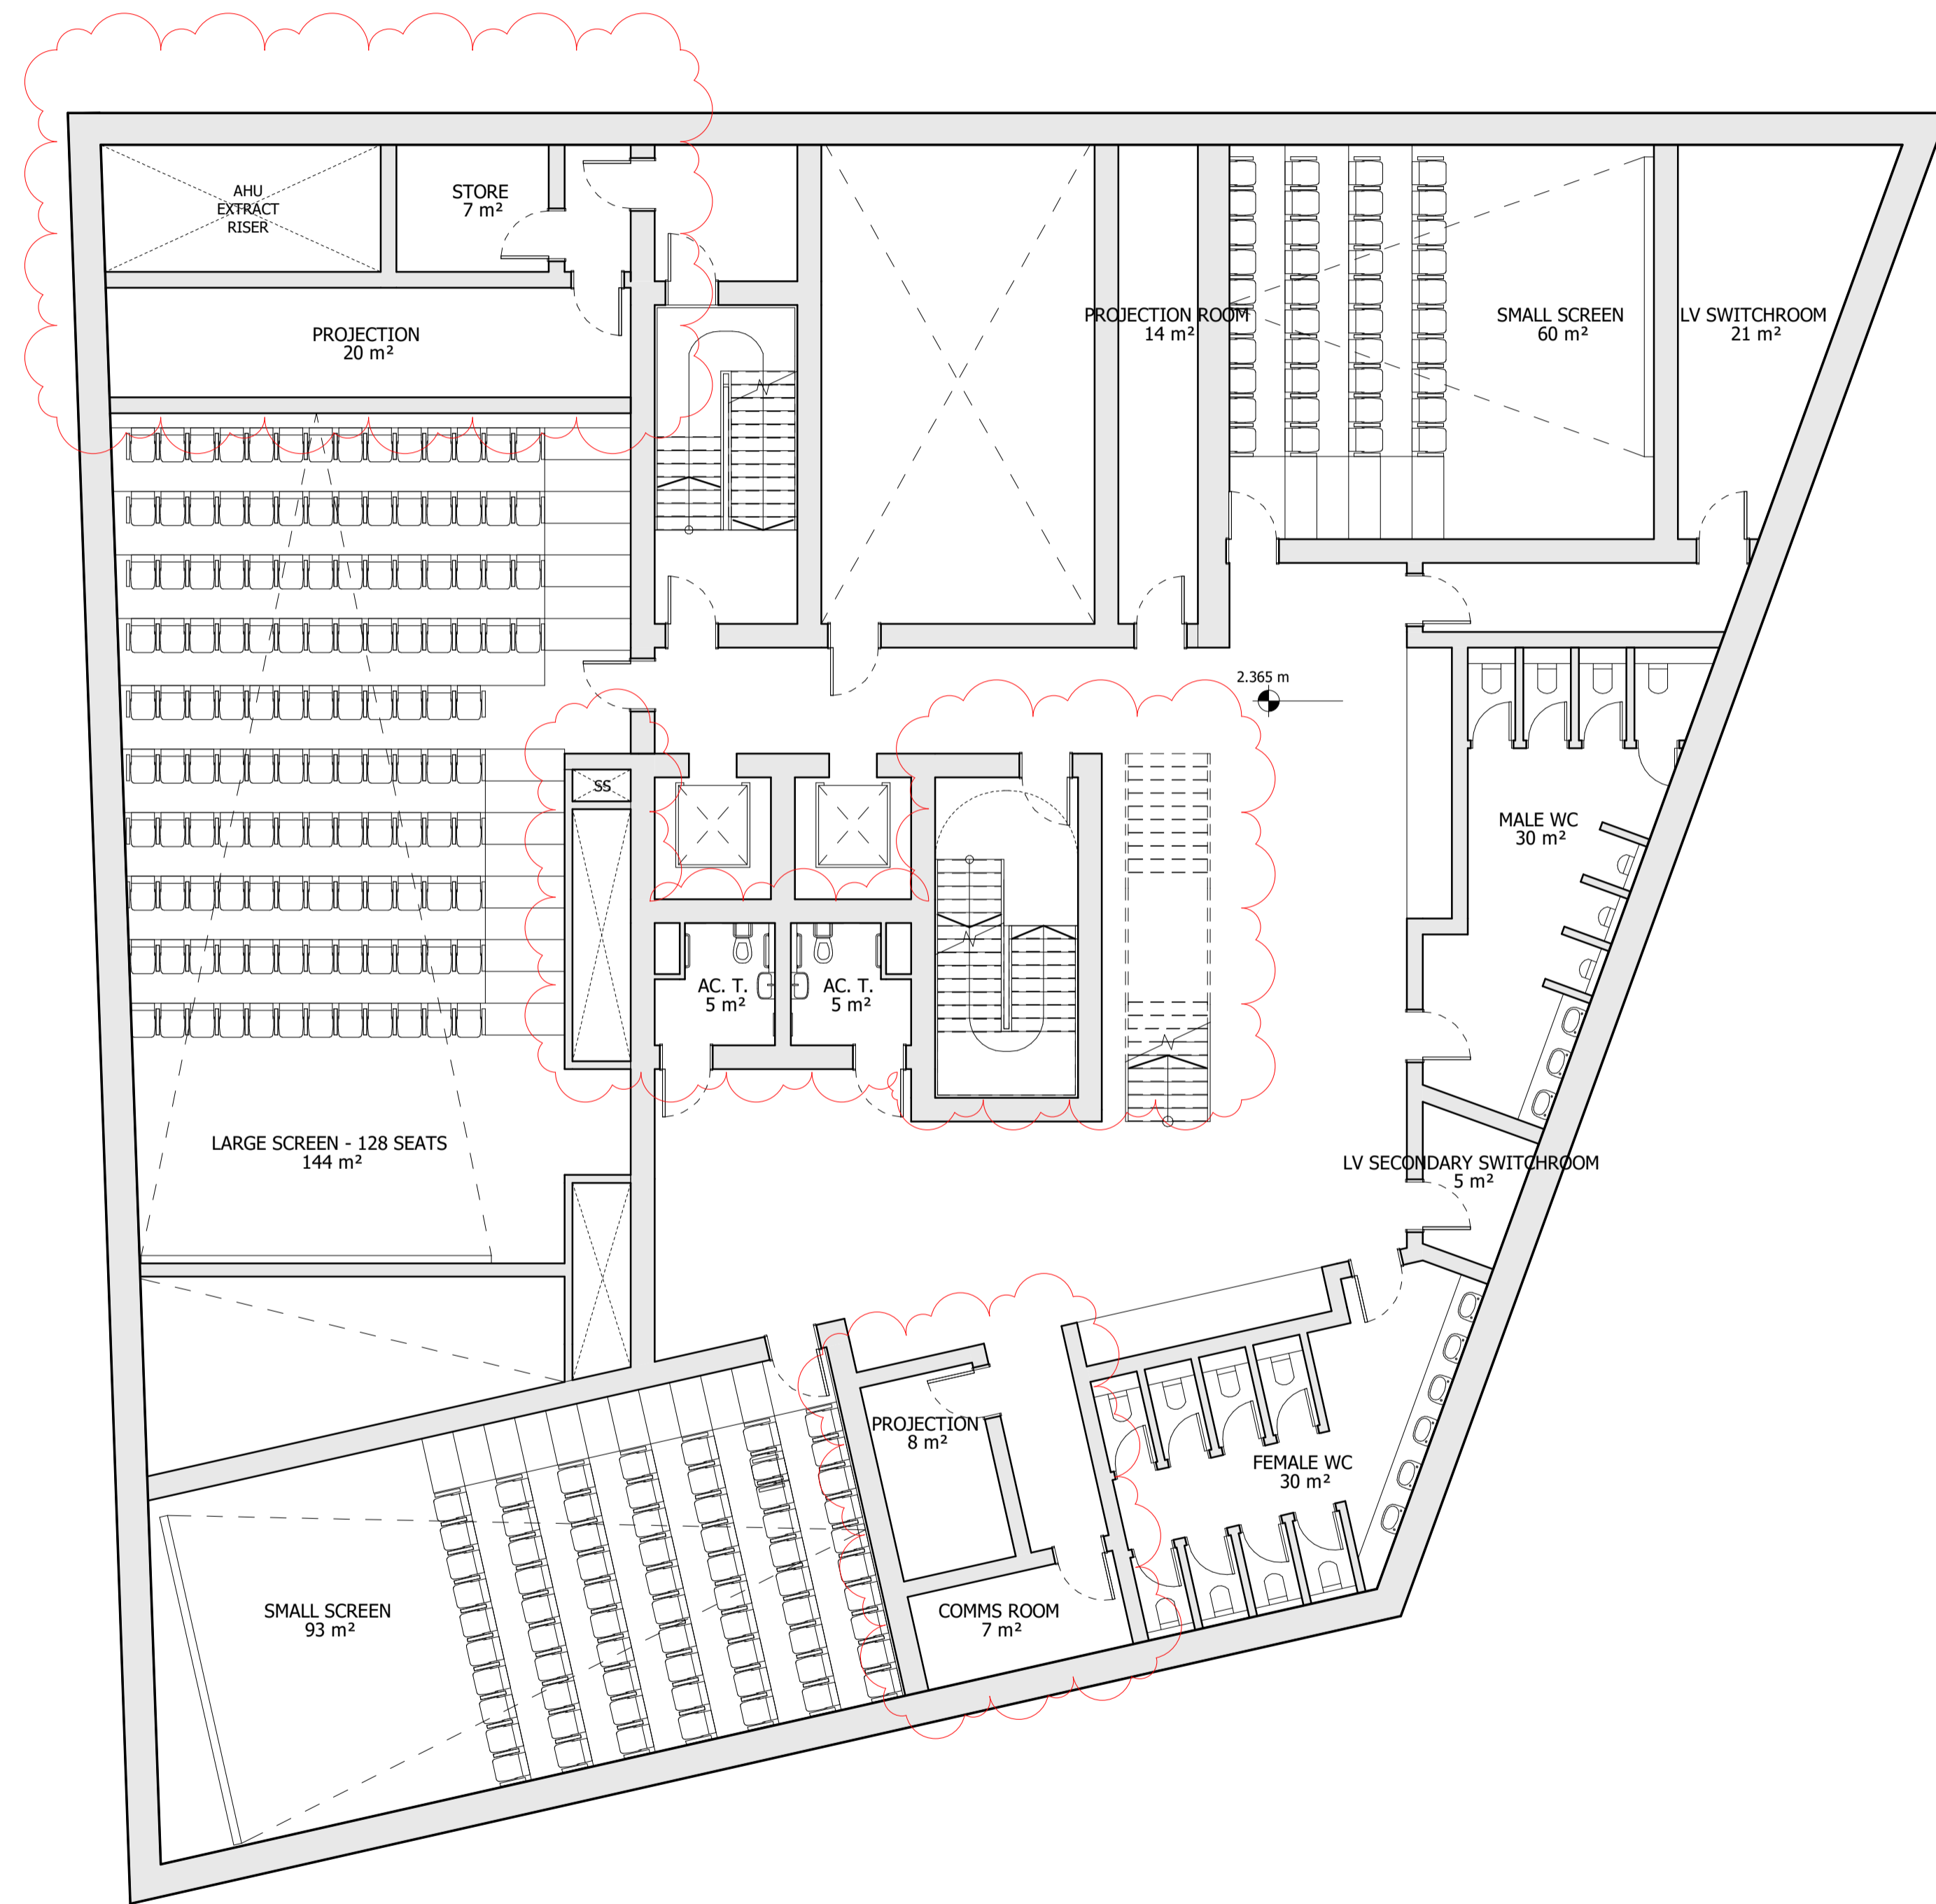 AHU
EXTRACT
RISER
STORE
7 m²
PROJECTION
20 m²
PROJECTION ROOM
14 m²
SMALL SCREEN
60 m²
LV SWITCHROOM
21 m²
2.365 m
SS
MALE WC
30 m²
AC. T.
5 m²
AC. T.
5 m²
LARGE SCREEN - 128 SEATS
144 m²
LV SECONDARY SWITCHROOM
5 m²
PROJECTION
8 m²
FEMALE WC
30 m²
SMALL SCREEN
93 m²
COMMS ROOM
7 m²